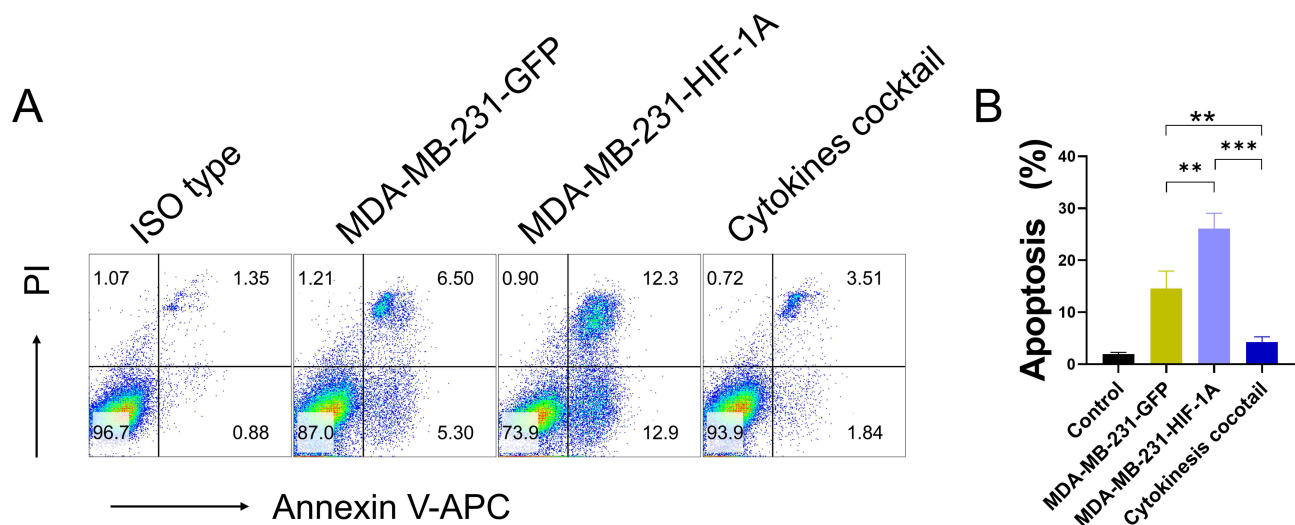 A
ISO type
MDA-MB-231-GFP
MDA-MB-231-HIF-1A
Cytokines cocktail
PI
1.07
1.35
96.7
0.88
1.21
6.50
87.0
5.30
0.90
12.3
73.9
12.9
0.72
3.51
93.9
1.84
Annexin V-APC
B
Apoptosis (%)
40
30
20
10
0
**
***
**
Control
MDA-MB-231-GFP
MDA-MB-231-HIF-1A
Cytokinesis cocotail